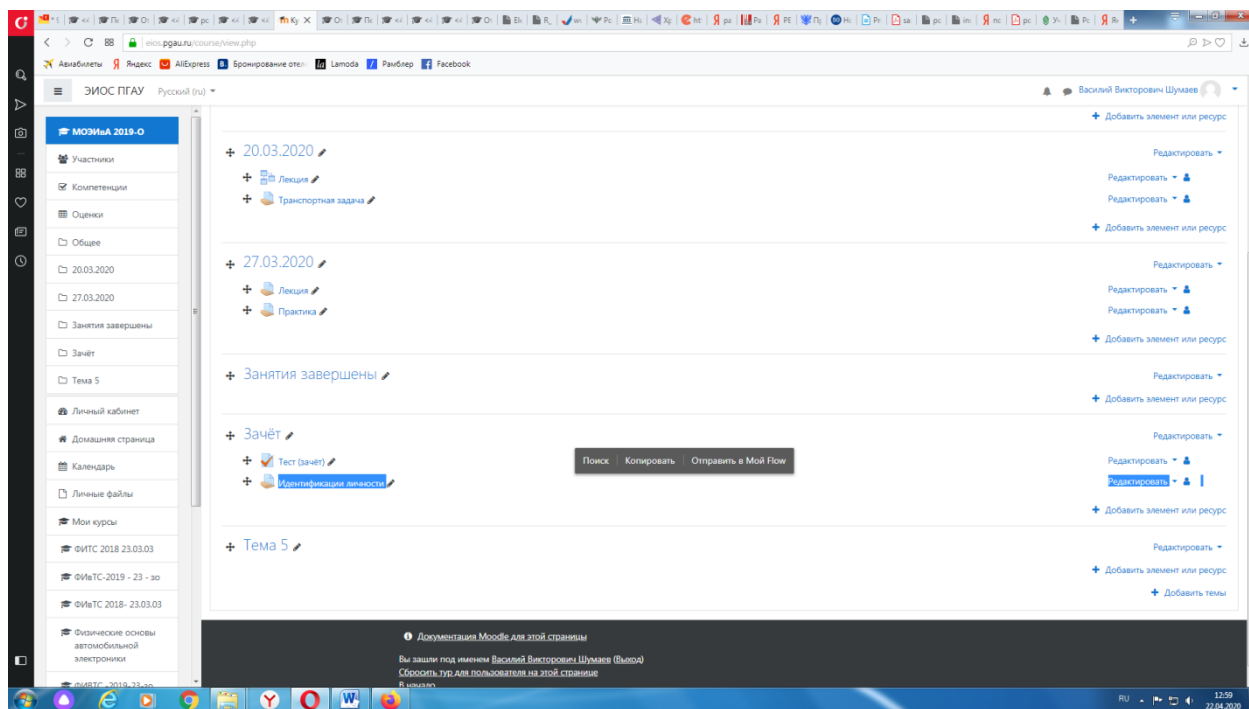 eios.pgau.ru/course/view.php
Авиабилеты Яндекс AliExpress Бронирование отел Lamoda Рамблер Facebook
ЭИОС ПГАУ Русский (ru)
Василий Викторович Шумаев
МОЭИвА 2019-О
Участники
Компетенции
Оценки
Общее
20.03.2020
27.03.2020
Занятия завершены
Зачёт
Тема 5
Личный кабинет
Домашняя страница
Календарь
Личные файлы
Мои курсы
ФИТС 2018 23.03.03
ФИвТС-2019 - 23 - зо
ФИвТС 2018- 23.03.03
Физические основы
автомобильной
электроники
Добавить элемент или ресурс
20.03.2020 Редактировать
Лекция Редактировать
Транспортная задача Редактировать
Добавить элемент или ресурс
27.03.2020 Редактировать
Лекция Редактировать
Практика Редактировать
Добавить элемент или ресурс
Занятия завершены Редактировать
Добавить элемент или ресурс
Зачёт Редактировать
Поиск Копировать Отправить в Мой Flow
Тест (зачёт) Редактировать
Идентификации личности Редактировать
Добавить элемент или ресурс
Тема 5 Редактировать
Добавить элемент или ресурс
Добавить темы
Документация Moodle для этой страницы
Вы зашли под именем Василий Викторович Шумаев (Выход)
Сбросить тур для пользователя на этой странице
В начало
RU 12:59
22.04.2020